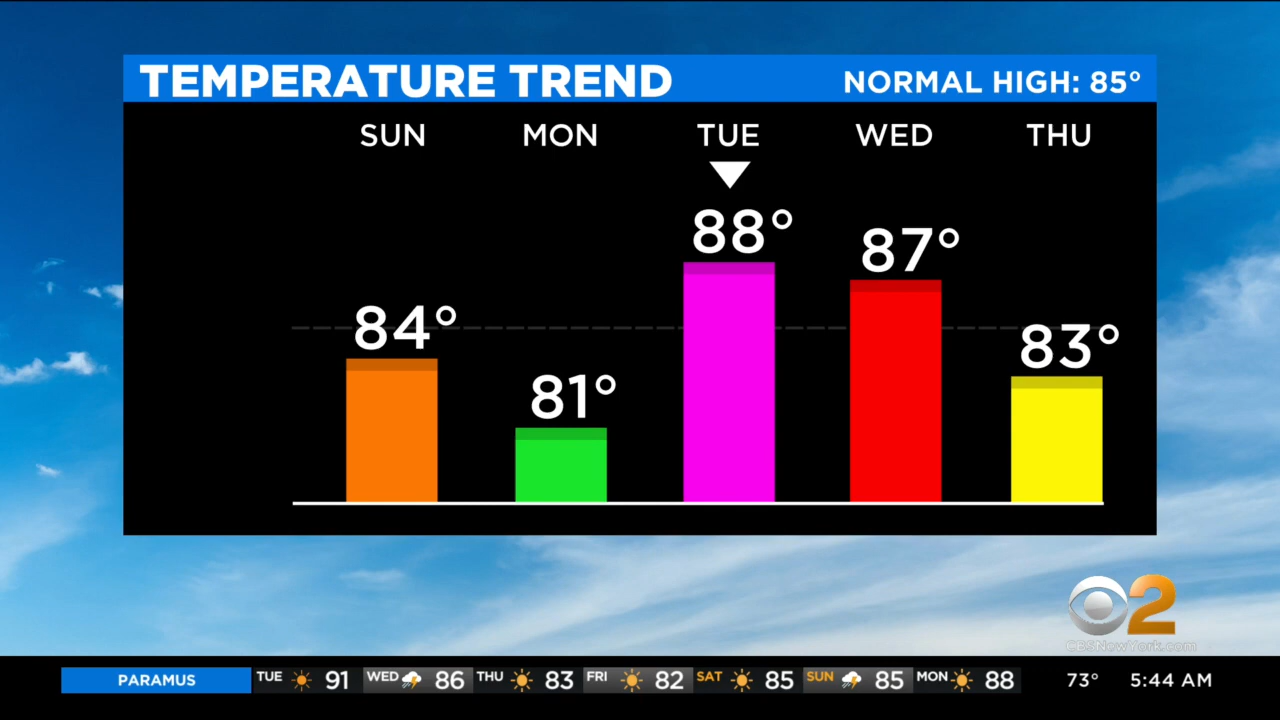 TEMPERATURE TREND NORMAL HIGH: 85°
SUN MON TUE WED THU
84° 81° 88° 87° 83°
2
CBSNewYork.com
PARAMUS TUE 91 WED 86 THU 83 FRI 82 SAT 85 SUN 85 MON 88 73° 5:44 AM